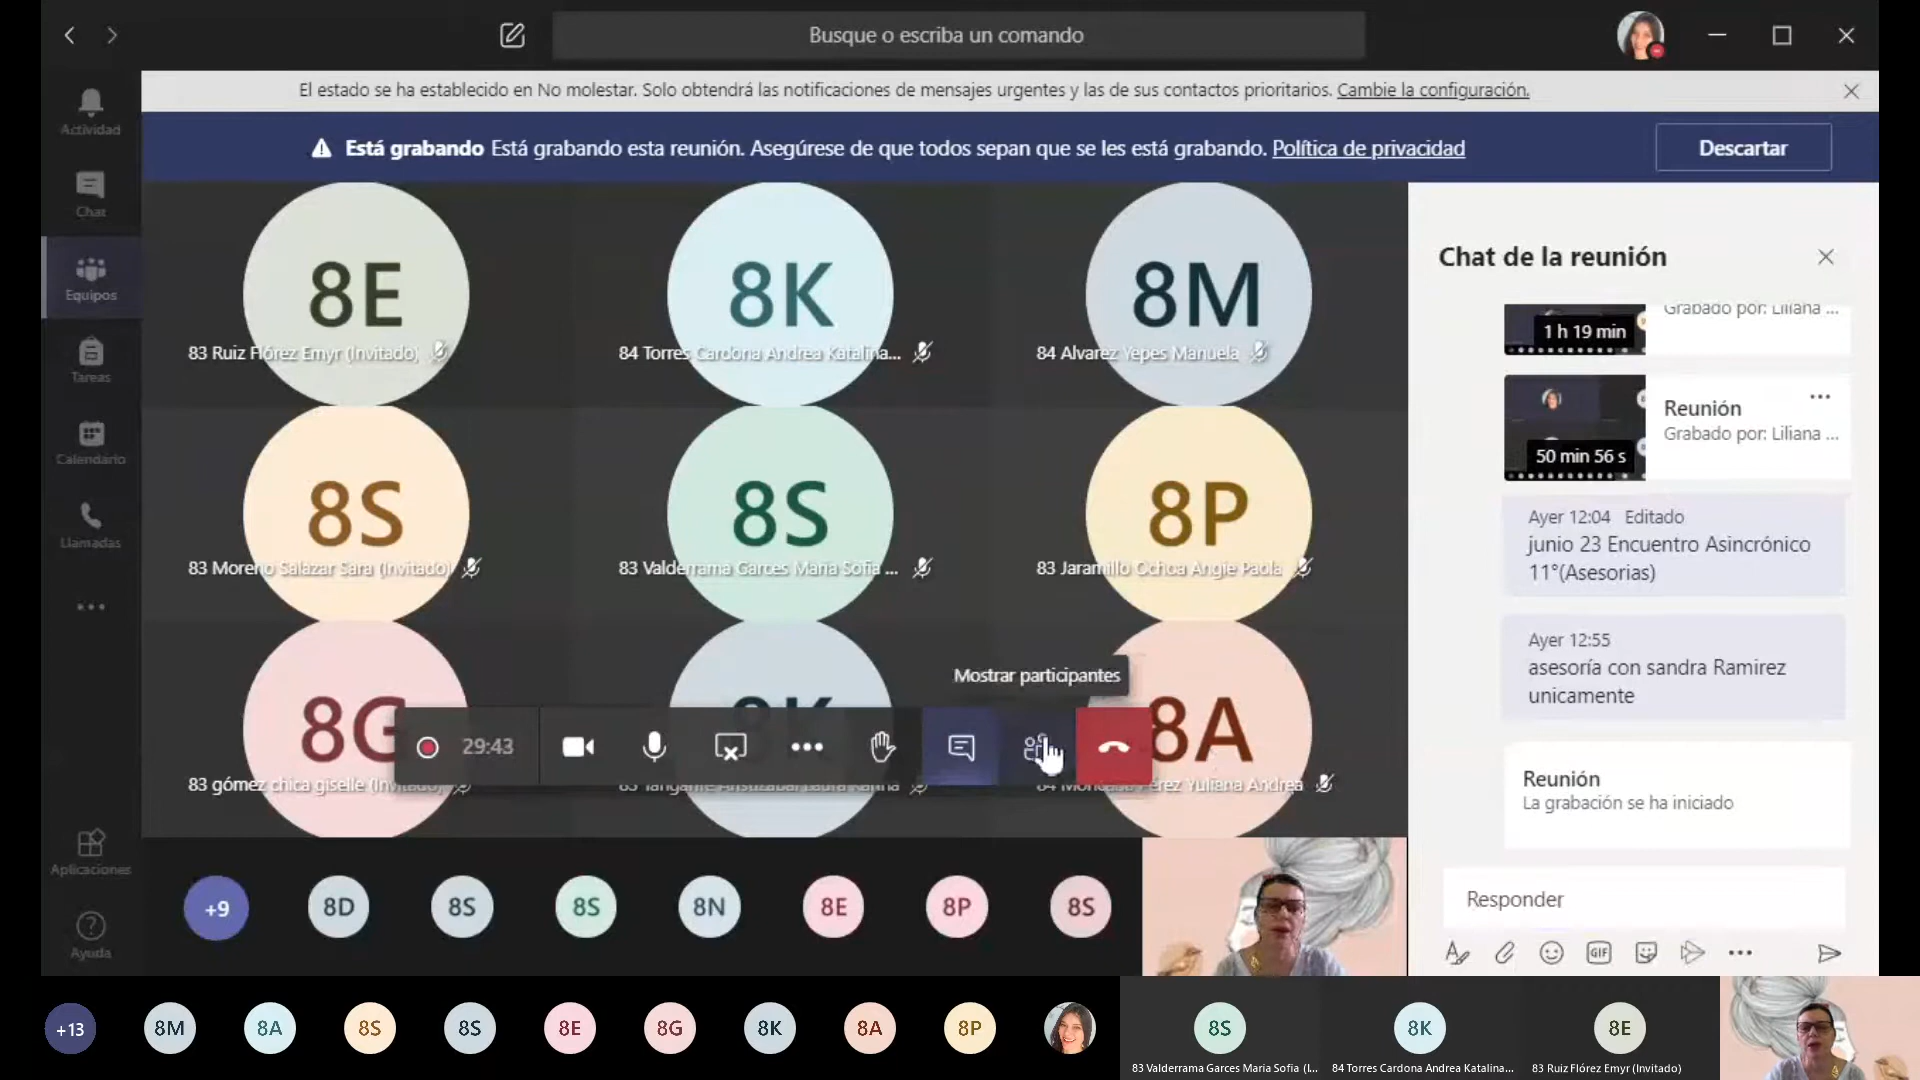 Busque o escriba un comando
El estado se ha establecido en No molestar. Solo obtendrá las notificaciones de mensajes urgentes y las de sus contactos prioritarios. Cambie la configuración.
Está grabando Está grabando esta reunión. Asegúrese de que todos sepan que se les está grabando. Política de privacidad
Descartar
Actividad
Chat
Equipos
Tareas
Calendario
Llamadas
Aplicaciones
Ayuda
8E
83 Ruiz Flórez Emyr (Invitado)
8K
84 Torres Cardona Andrea Katalina...
8M
84 Alvarez Yepes Manuela
8S
83 Moreno Salazar Sara (Invitado)
8S
83 Valderrama Garces Maria Sofia ...
8P
83 Jaramillo Ochoa Angie Paola
8G
83 gómez chica giselle
8K
8A
Yuliana Andrea
Mostrar participantes
29:43
+9
8D
8S
8S
8N
8E
8P
8S
Chat de la reunión
Grabado por: Liliana ...
1 h 19 min
Reunión
Grabado por: Liliana ...
50 min 56 s
Ayer 12:04 Editado
junio 23 Encuentro Asincrónico
11°(Asesorias)
Ayer 12:55
asesoría con sandra Ramirez
unicamente
Reunión
La grabación se ha iniciado
Responder
GIF
+13
8M
8A
8S
8S
8E
8G
8K
8A
8P
8S
83 Valderrama Garces Maria Sofia (I...
8K
84 Torres Cardona Andrea Katalina...
8E
83 Ruiz Flórez Emyr (Invitado)